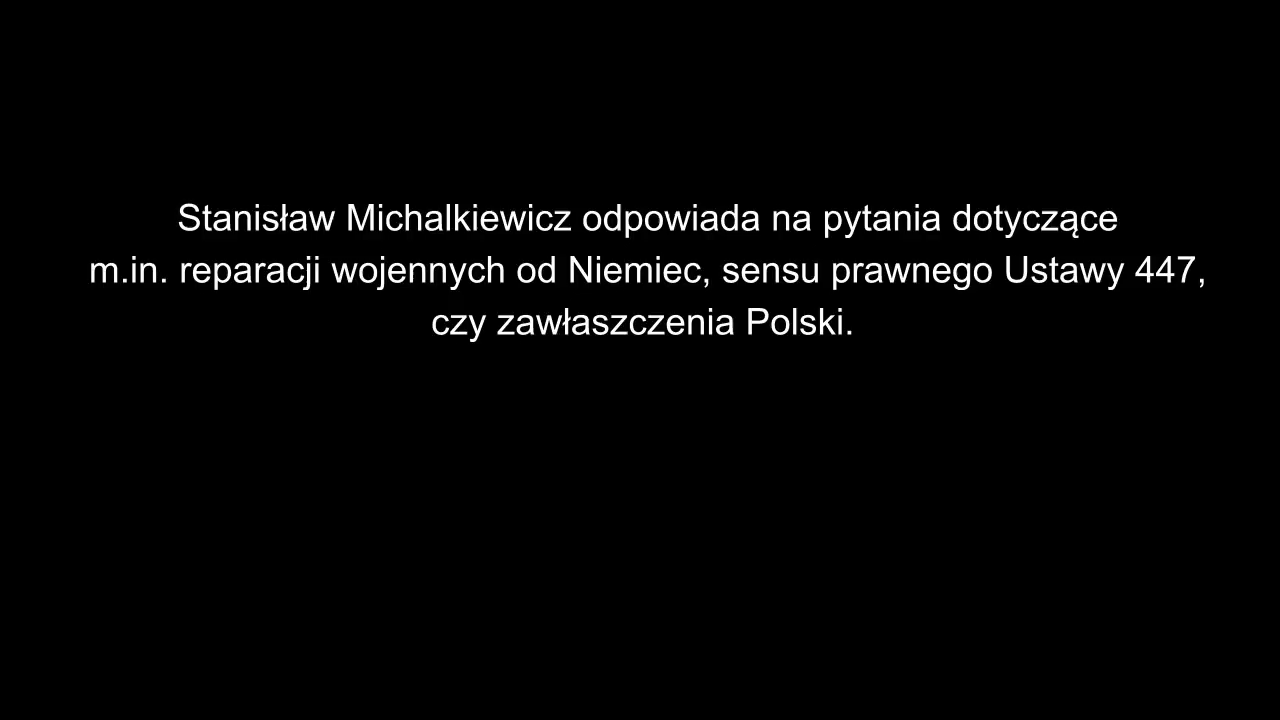 Stanisław Michalkiewicz odpowiada na pytania dotyczące
m.in. reparacji wojennych od Niemiec, sensu prawnego Ustawy 447,
czy zawłaszczenia Polski.